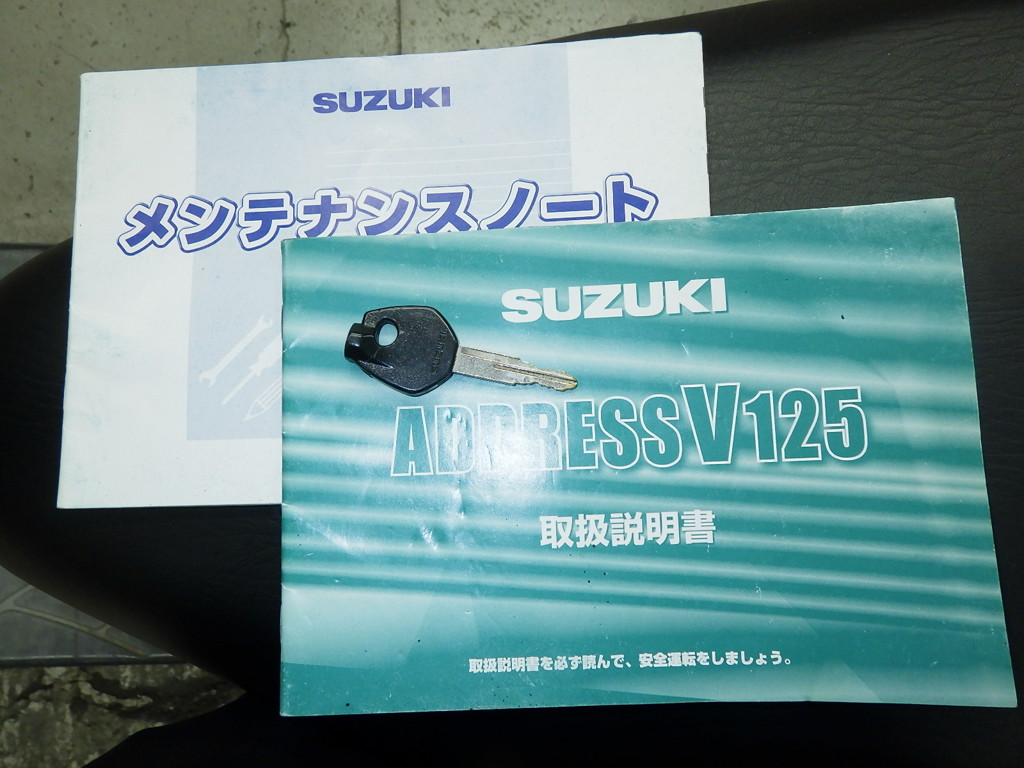 SUZUKI
メンテナンスノート
SUZUKI
SUZUKI
ADDRESS V125
取扱説明書
取扱説明書を必ず読んで、安全運転をしましょう。